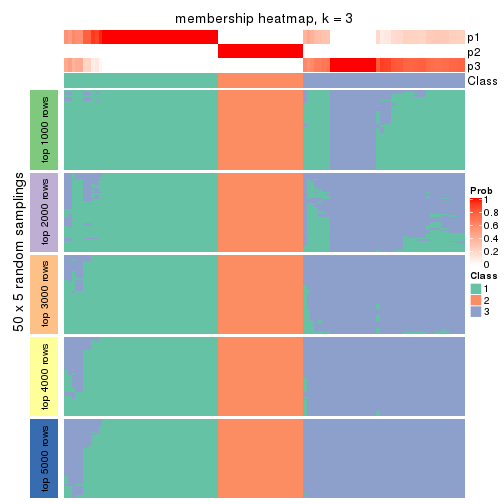 membership heatmap, k = 3
p1
p2
p3
Class
50 x 5 random samplings
top 1000 rows
top 2000 rows
top 3000 rows
top 4000 rows
top 5000 rows
Prob
1
0.8
0.6
0.4
0.2
0
Class
1
2
3